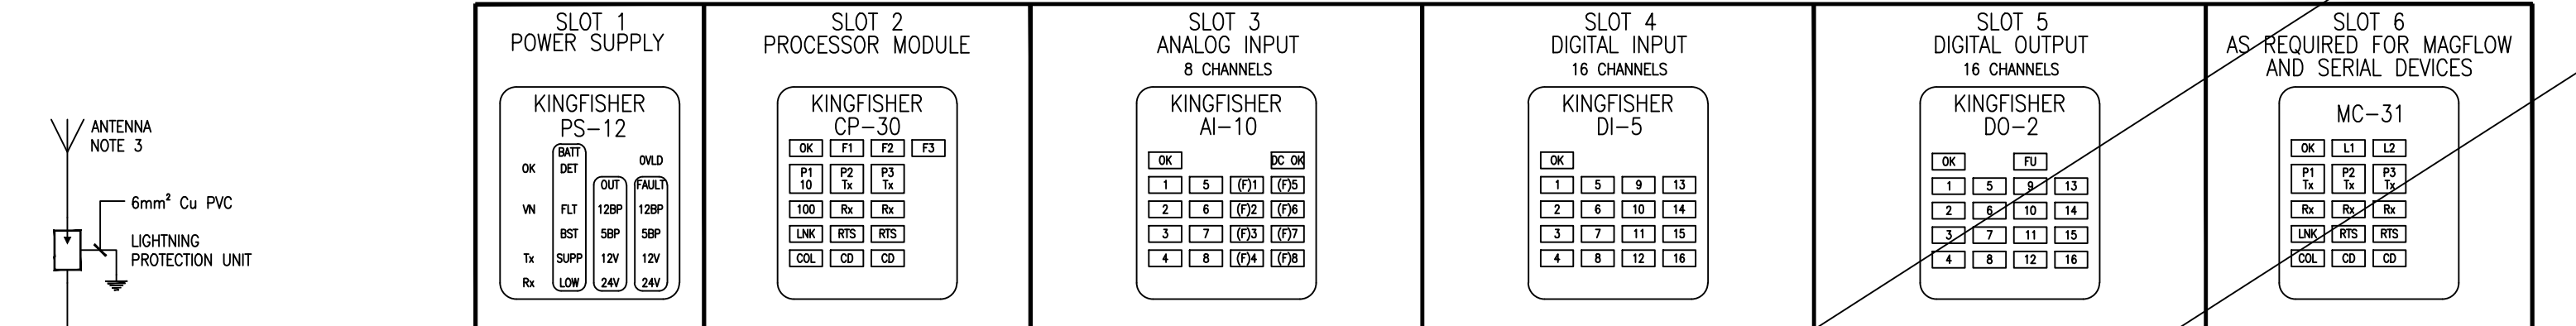 ANTENNA
NOTE 3
6mm² Cu PVC
LIGHTNING
PROTECTION UNIT
SLOT 1
POWER SUPPLY
KINGFISHER
PS-12
BATT
OK DET OVLD
OUT FAULT
VN FLT 12BP 12BP
BST 5BP 5BP
Tx SUPP 12V 12V
Rx LOW 24V 24V
SLOT 2
PROCESSOR MODULE
KINGFISHER
CP-30
OK F1 F2 F3
P1 P2 P3
10 Tx Tx
100 Rx Rx
LNK RTS RTS
COL CD CD
SLOT 3
ANALOG INPUT
8 CHANNELS
KINGFISHER
AI-10
OK DC OK
1 5 (F)1 (F)5
2 6 (F)2 (F)6
3 7 (F)3 (F)7
4 8 (F)4 (F)8
SLOT 4
DIGITAL INPUT
16 CHANNELS
KINGFISHER
DI-5
OK
1 5 9 13
2 6 10 14
3 7 11 15
4 8 12 16
SLOT 5
DIGITAL OUTPUT
16 CHANNELS
KINGFISHER
DO-2
OK FU
1 5 9 13
2 6 10 14
3 7 11 15
4 8 12 16
SLOT 6
AS REQUIRED FOR MAGFLOW
AND SERIAL DEVICES
MC-31
OK L1 L2
P1 P2 P3
Tx Tx Tx
Rx Rx Rx
LNK RTS RTS
COL CD CD